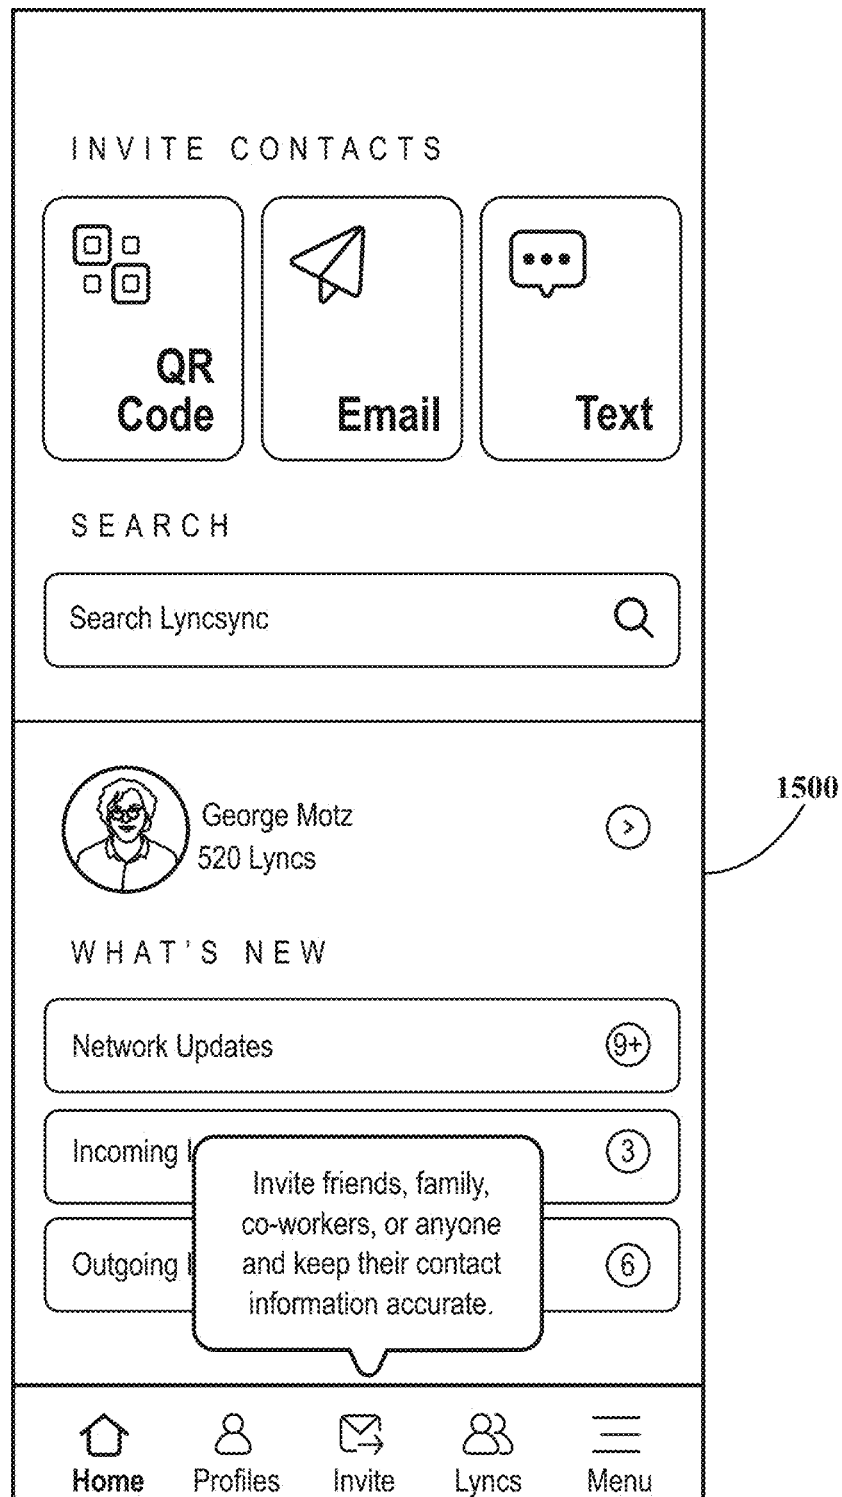 INVITE CONTACTS
QR
Code
Email
Text
SEARCH
Search Lyncsync
1500
George Motz
520 Lyncs
WHAT'S NEW
Network Updates
9+
Incoming
3
Outgoing
6
Invite friends, family,
co-workers, or anyone
and keep their contact
information accurate.
Home
Profiles
Invite
Lyncs
Menu